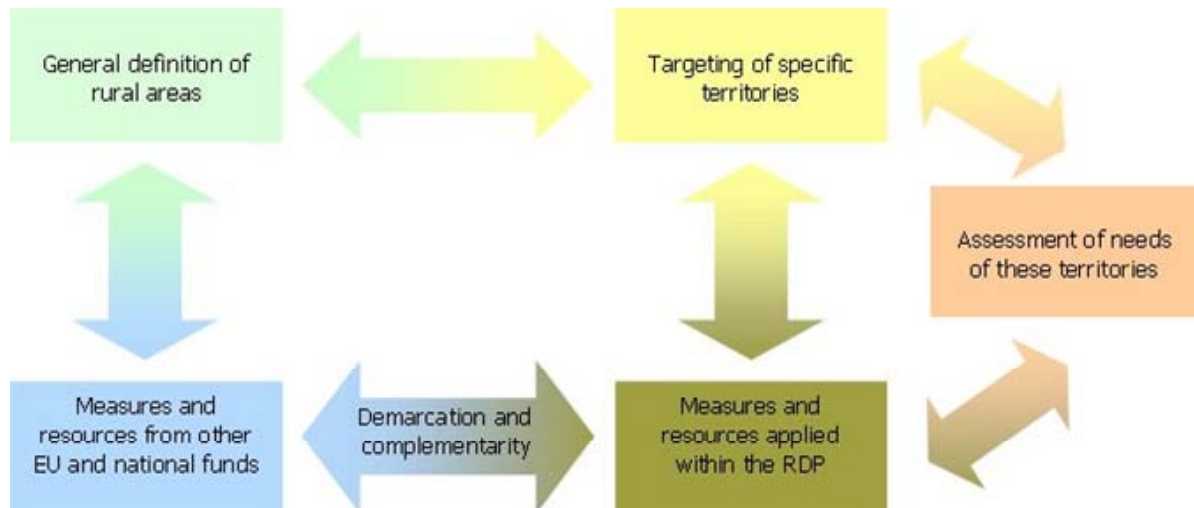 General definition of
rural areas
Targeting of specific
territories
Assessment of needs
of these territories
Measures and
resources from other
EU and national funds
Demarcation and
complementarity
Measures and
resources applied
within the RDP